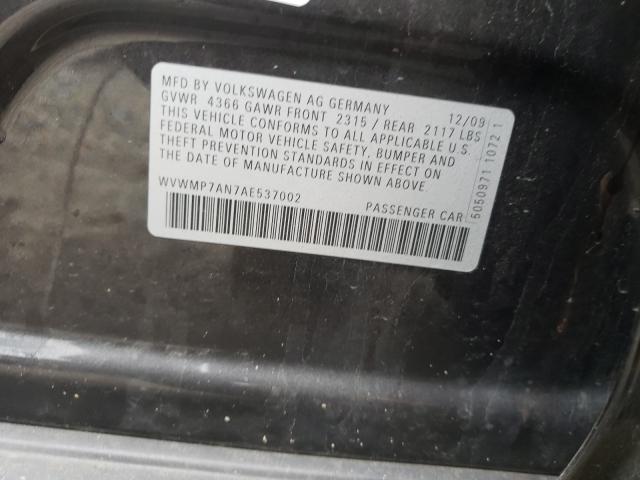 MFD BY VOLKSWAGEN AG GERMANY 12/09
GVWR 4366 GAWR FRONT 2315 / REAR 2117 LBS
THIS VEHICLE CONFORMS TO ALL APPLICABLE U.S.
FEDERAL MOTOR VEHICLE SAFETY, BUMPER AND
THEFT PREVENTION STANDARDS IN EFFECT ON
THE DATE OF MANUFACTURE SHOWN ABOVE.
WVWMP7AN7AE537002 PASSENGER CAR
5050971 1072 1